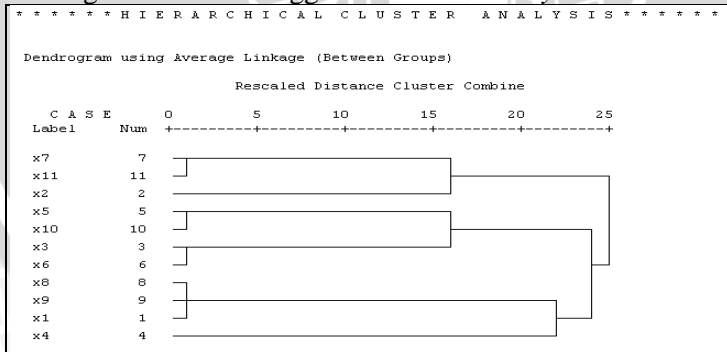 * * * * * * H I E R A R C H I C A L   C L U S T E R   A N A L Y S I S * * * * * *
Dendrogram using Average Linkage (Between Groups)
Rescaled Distance Cluster Combine
C A S E 0 5 10 15 20 25
Label Num +---------+---------+---------+---------+---------+
x7 7
x11 11
x2 2
x5 5
x10 10
x3 3
x6 6
x8 8
x9 9
x1 1
x4 4